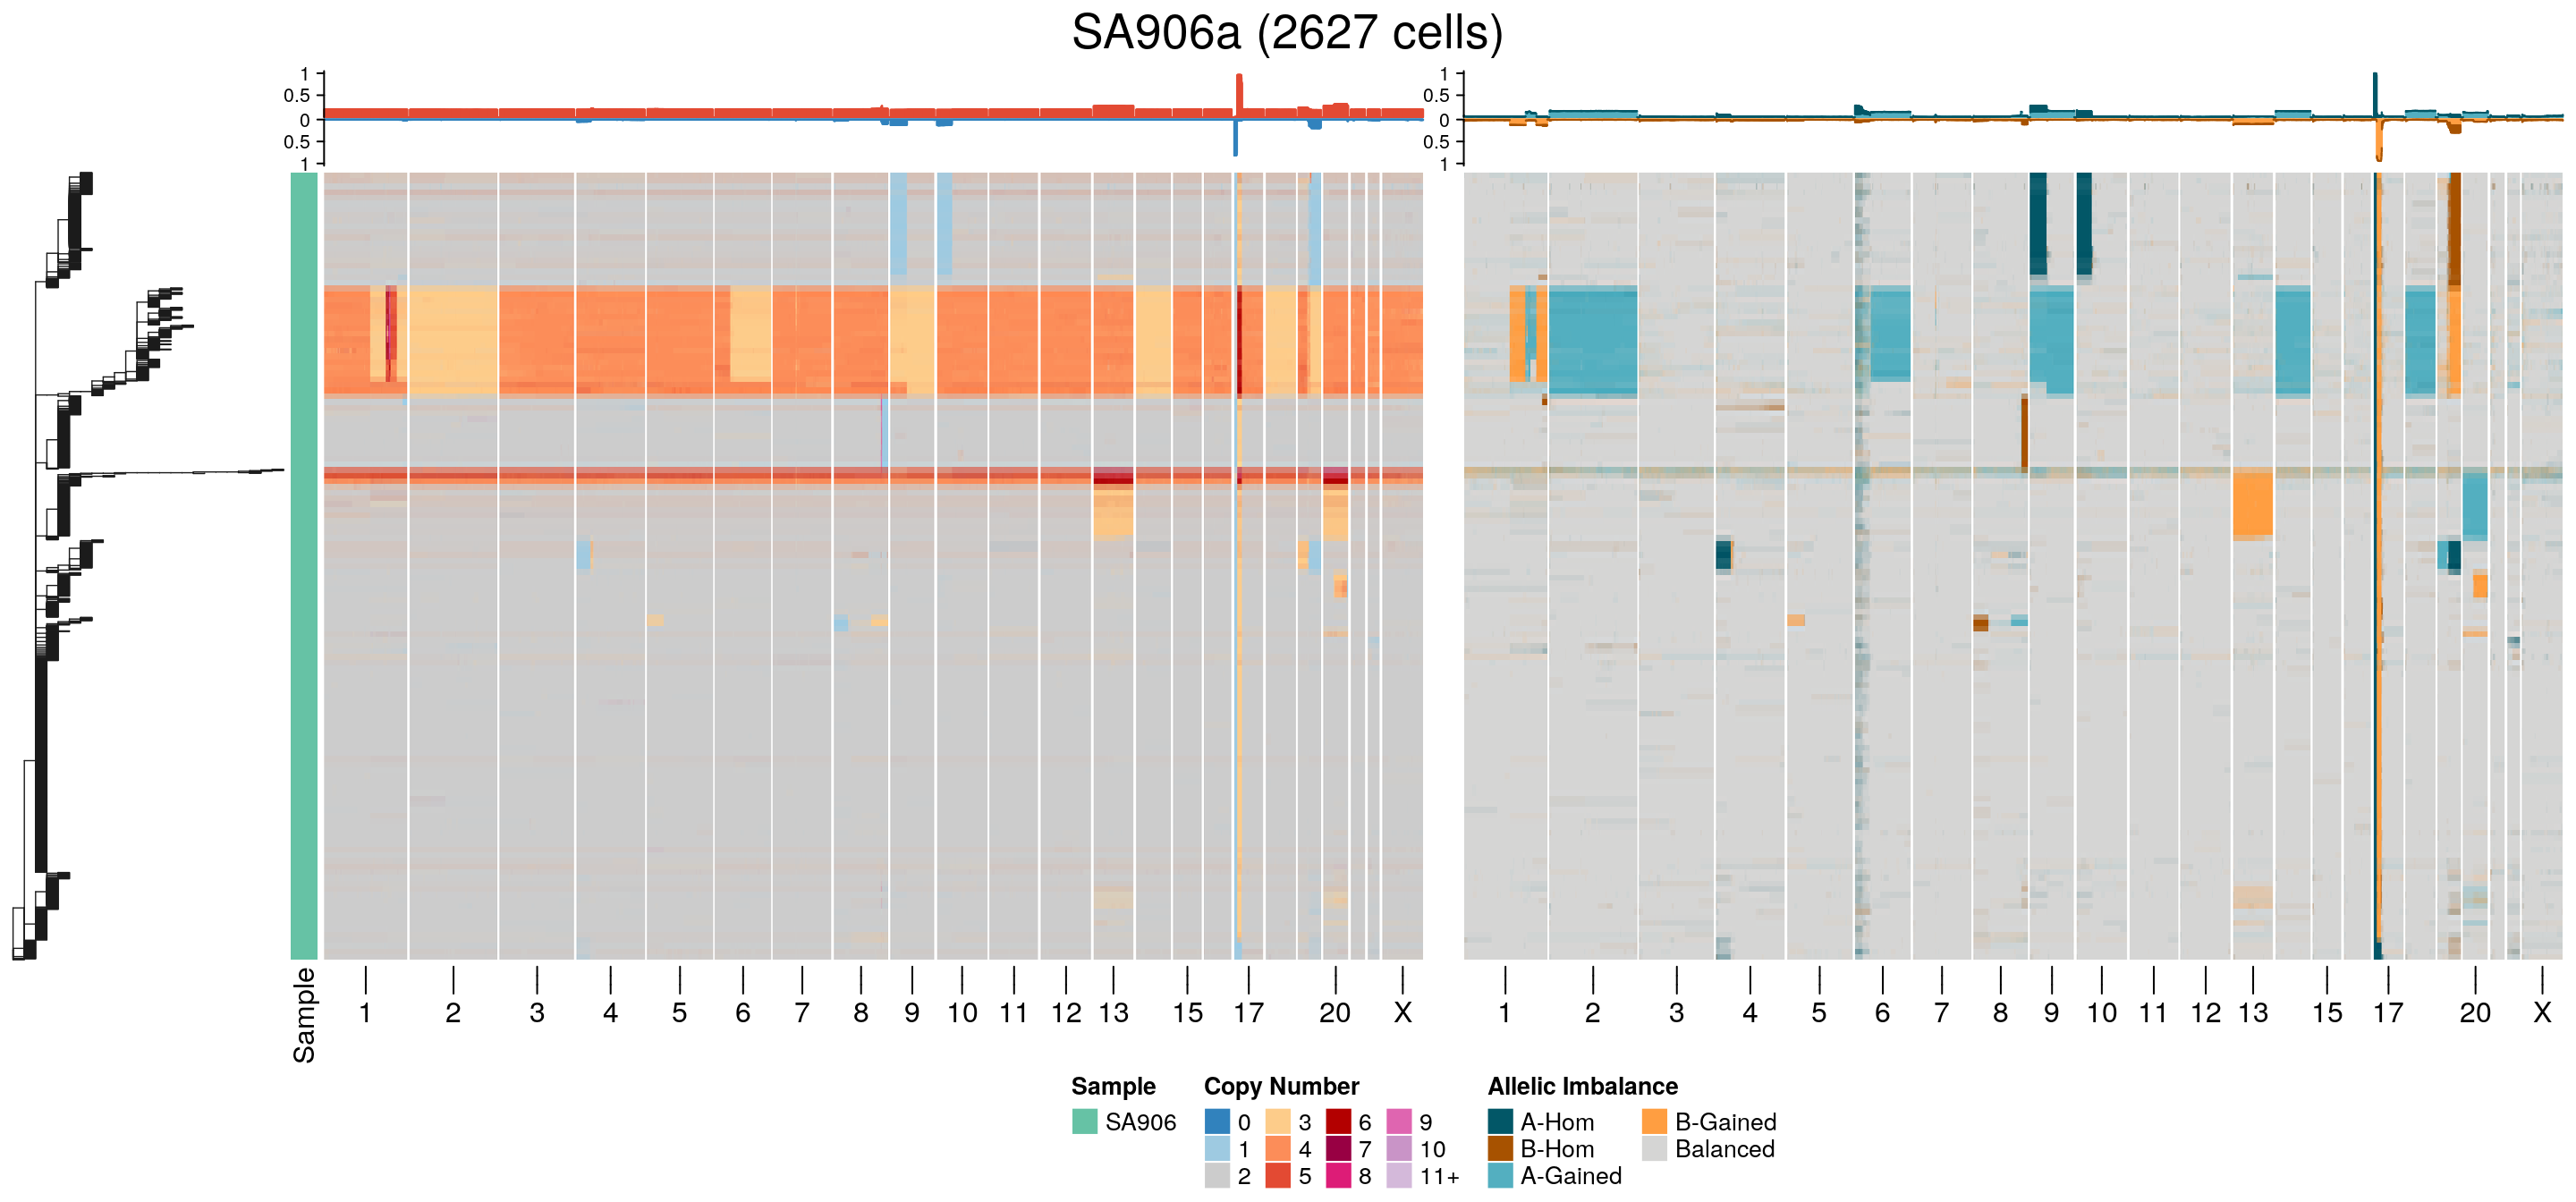 SA906a (2627 cells)
1
0.5
0
0.5
1
1
0.5
0
0.5
1
Sample
1 2 3 4 5 6 7 8 9 10 11 12 13 15 17 20 X
1 2 3 4 5 6 7 8 9 10 11 12 13 15 17 20 X
Sample
SA906
Copy Number
0 3 6 9
1 4 7 10
2 5 8 11+
Allelic Imbalance
A-Hom B-Gained
B-Hom Balanced
A-Gained